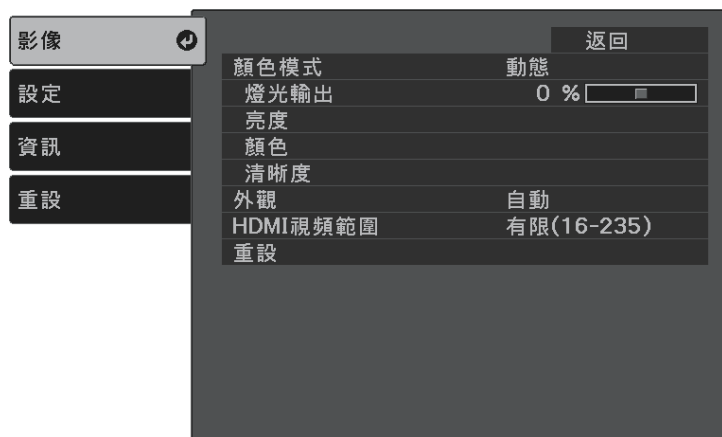 影像
設定
資訊
重設
返回
顏色模式 動態
燈光輸出 0 %
亮度
顏色
清晰度
外觀 自動
HDMI視頻範圍 有限(16-235)
重設